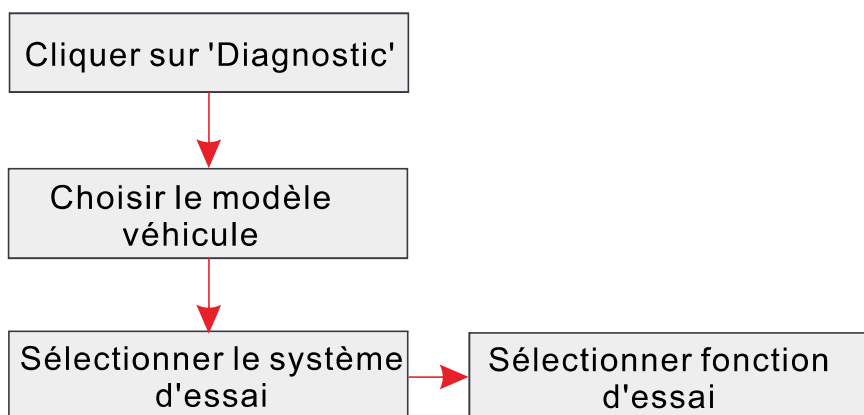 Cliquer sur 'Diagnostic'
Choisir le modèle
véhicule
Sélectionner le système
d'essai
Sélectionner fonction
d'essai